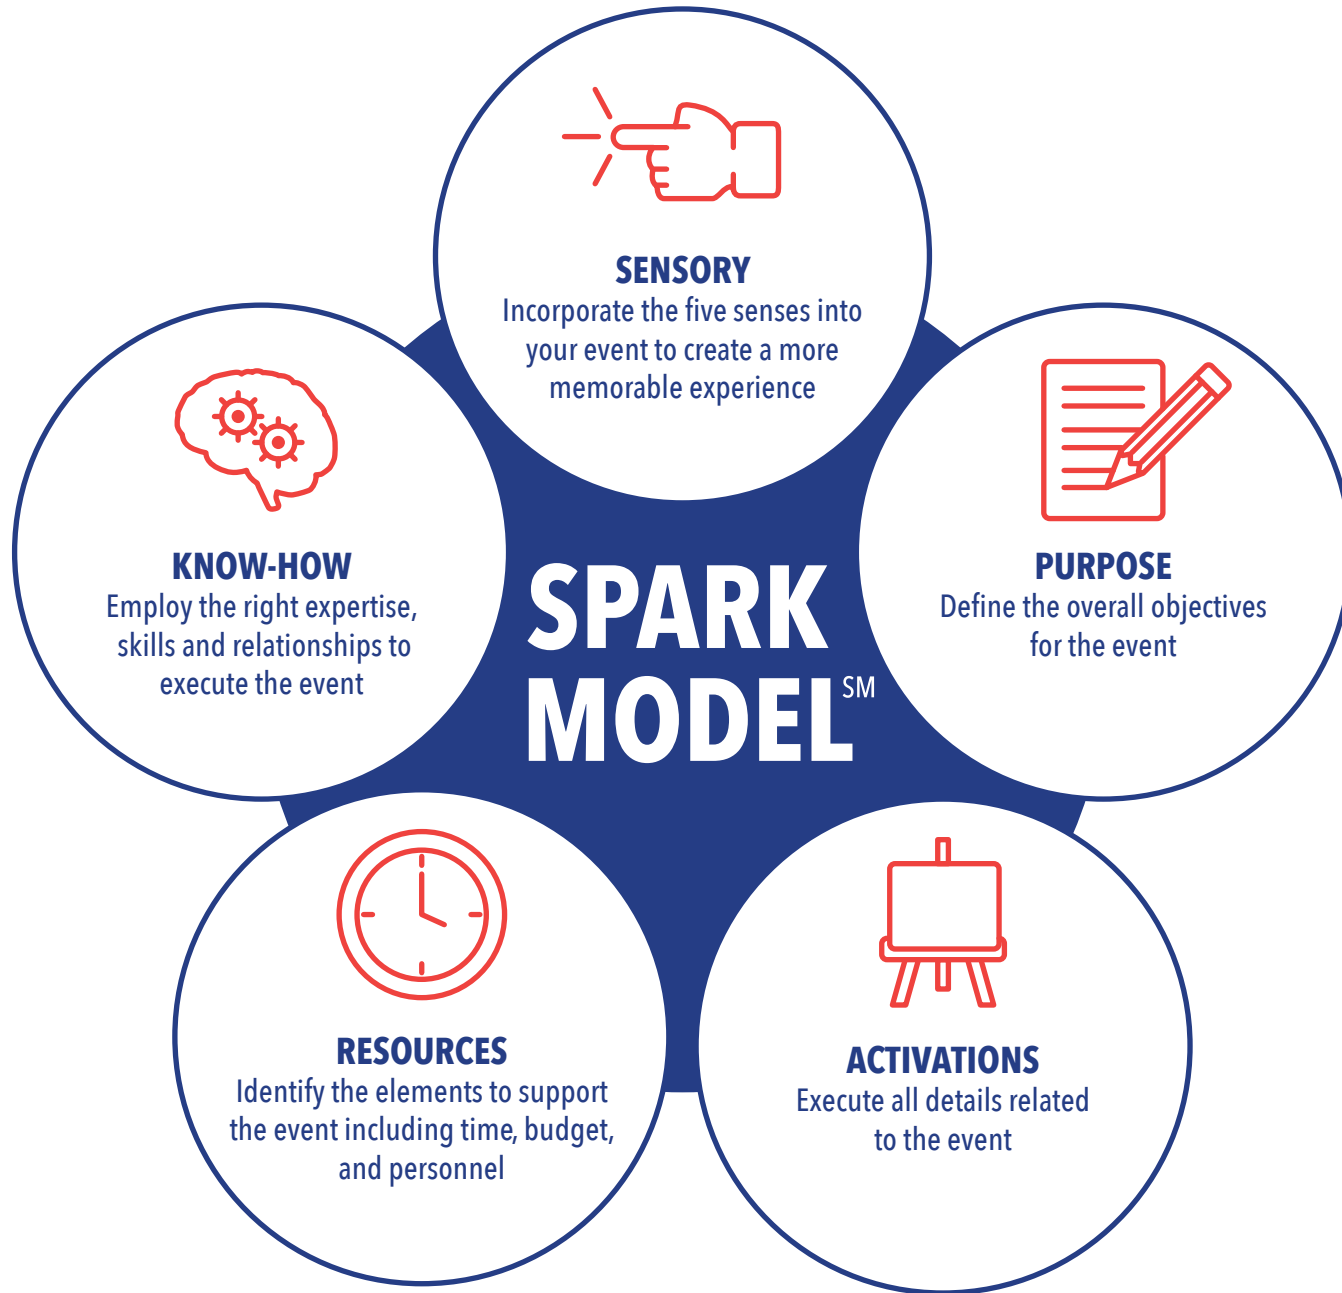 SENSORY
Incorporate the five senses into
your event to create a more
memorable experience
KNOW-HOW
Employ the right expertise,
skills and relationships to
execute the event
PURPOSE
Define the overall objectives
for the event
SPARK
MODEL℠
RESOURCES
Identify the elements to support
the event including time, budget,
and personnel
ACTIVATIONS
Execute all details related
to the event